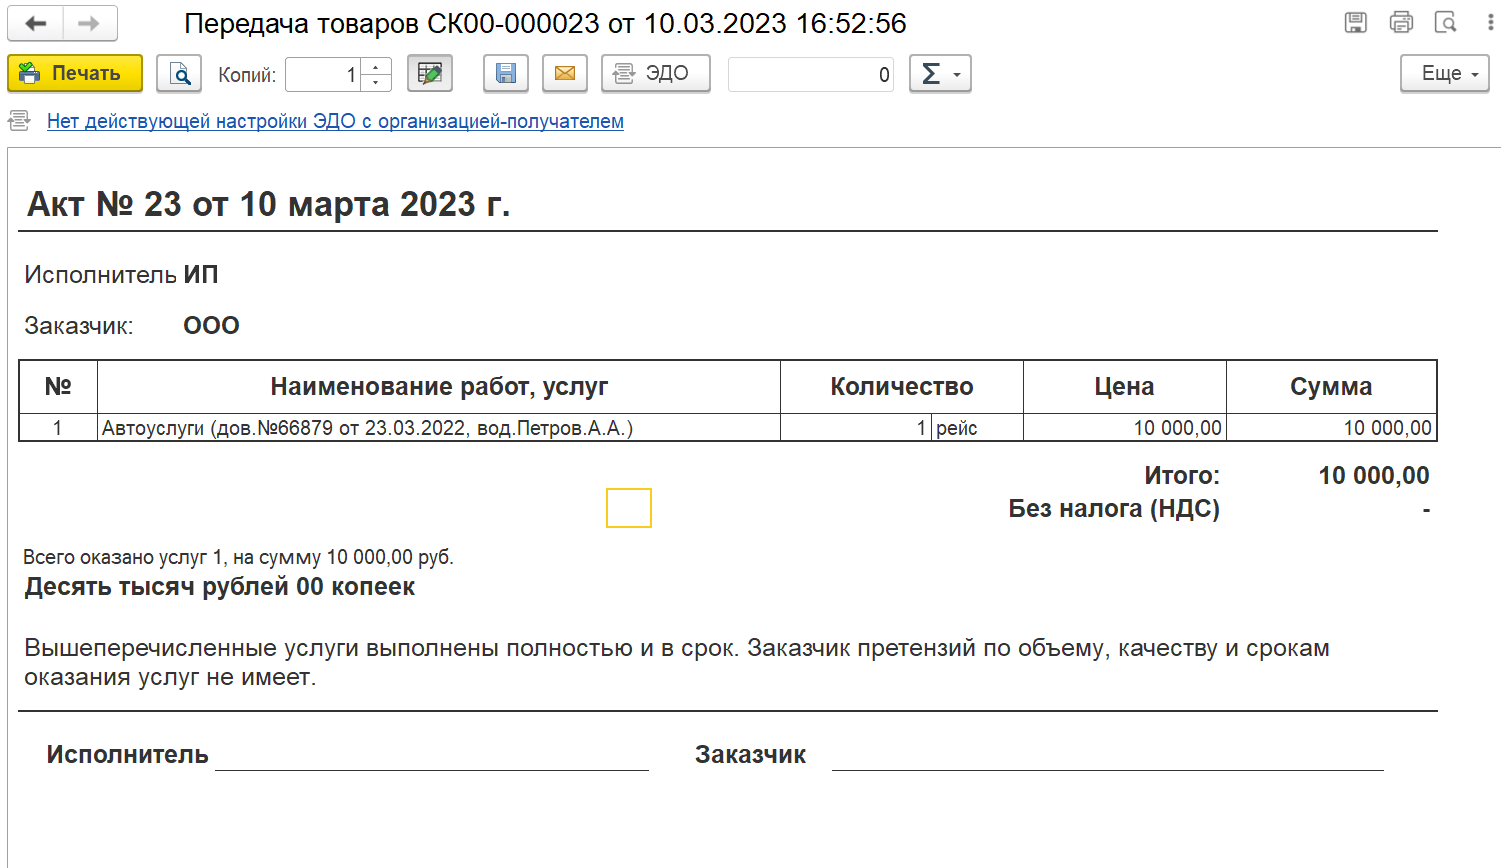 Передача товаров СК00-000023 от 10.03.2023 16:52:56
Печать Копий: 1 ЭДО 0 Σ Еще
Нет действующей настройки ЭДО с организацией-получателем
Акт № 23 от 10 марта 2023 г.
Исполнитель ИП
Заказчик: ООО
№ Наименование работ, услуг Количество Цена Сумма
1 Автоуслуги (дов.№66879 от 23.03.2022, вод.Петров.А.А.) 1 рейс 10 000,00 10 000,00
Итого: 10 000,00
Без налога (НДС) -
Всего оказано услуг 1, на сумму 10 000,00 руб.
Десять тысяч рублей 00 копеек
Вышеперечисленные услуги выполнены полностью и в срок. Заказчик претензий по объему, качеству и срокам
оказания услуг не имеет.
Исполнитель Заказчик